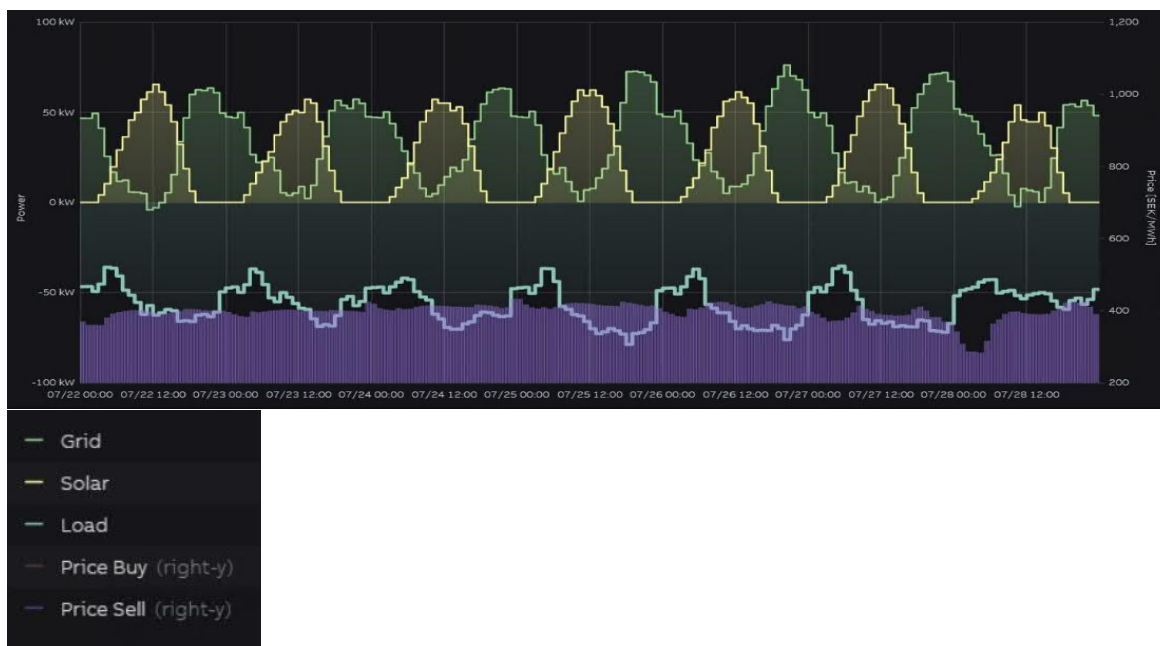 100 kW
50 kW
0 kW
-50 kW
-100 kW
Power
1,200
1,000
800
600
400
200
Price [SEK/MWh]
07/22 00:00 07/22 12:00 07/23 00:00 07/23 12:00 07/24 00:00 07/24 12:00 07/25 00:00 07/25 12:00 07/26 00:00 07/26 12:00 07/27 00:00 07/27 12:00 07/28 00:00 07/28 12:00
Grid
Solar
Load
Price Buy (right-y)
Price Sell (right-y)